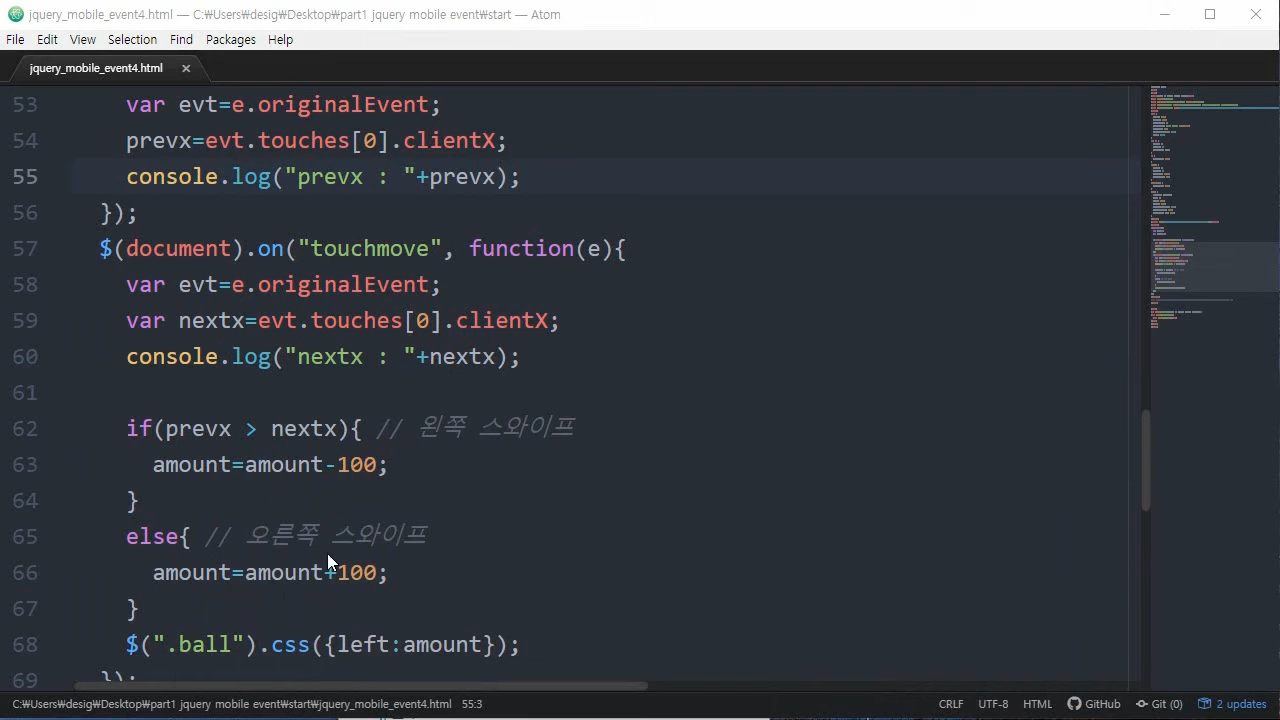 jquery_mobile_event4.html — C:₩Users₩desig₩Desktop₩part1 jquery mobile event₩start — Atom
File Edit View Selection Find Packages Help
jquery_mobile_event4.html
53 var evt=e.originalEvent;
54 prevx=evt.touches[0].clientX;
55 console.log("prevx : "+prevx);
56 });
57 $(document).on("touchmove", function(e){
58 var evt=e.originalEvent;
59 var nextx=evt.touches[0].clientX;
60 console.log("nextx : "+nextx);
61
62 if(prevx > nextx){ // 왼쪽 스와이프
63 amount=amount-100;
64 }
65 else{ // 오른쪽 스와이프
66 amount=amount+100;
67 }
68 $(".ball").css({left:amount});
69 });
C:₩Users₩desig₩Desktop₩part1 jquery mobile event₩start₩jquery_mobile_event4.html 55:3 CRLF UTF-8 HTML GitHub Git (0) 2 updates